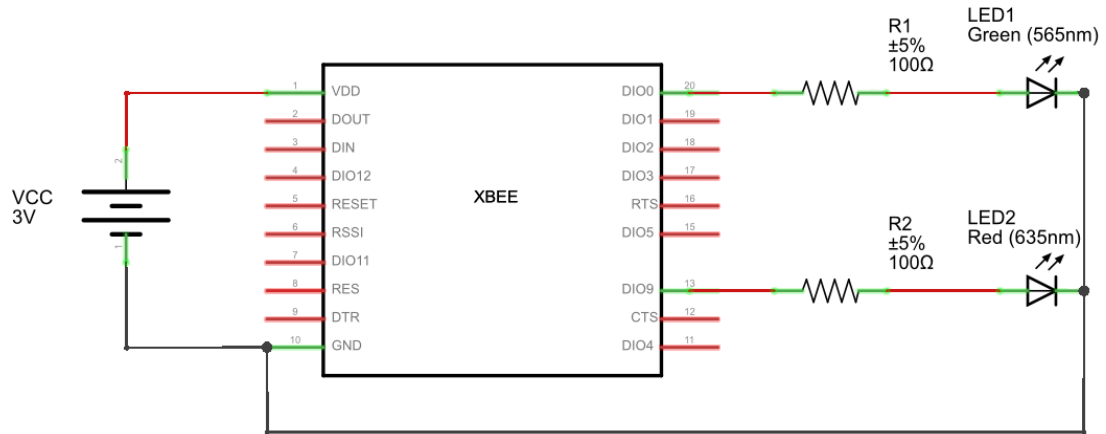 LED1
Green (565nm)
R1
±5%
100Ω
1 VDD
2 DOUT
3 DIN
4 DIO12
5 RESET
6 RSSI
7 DIO11
8 RES
9 DTR
10 GND
XBEE
DIO0 20
DIO1 19
DIO2 18
DIO3 17
RTS 16
DIO5 15
DIO9 13
CTS 12
DIO4 11
2
VCC
3V
1
LED2
Red (635nm)
R2
±5%
100Ω